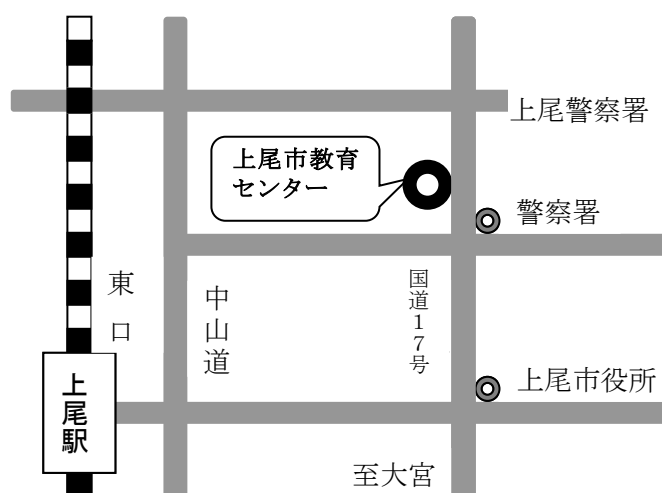 上尾警察署
上尾市教育
センター
警察署
東口
中山道
国道17号
上尾駅
上尾市役所
至大宮